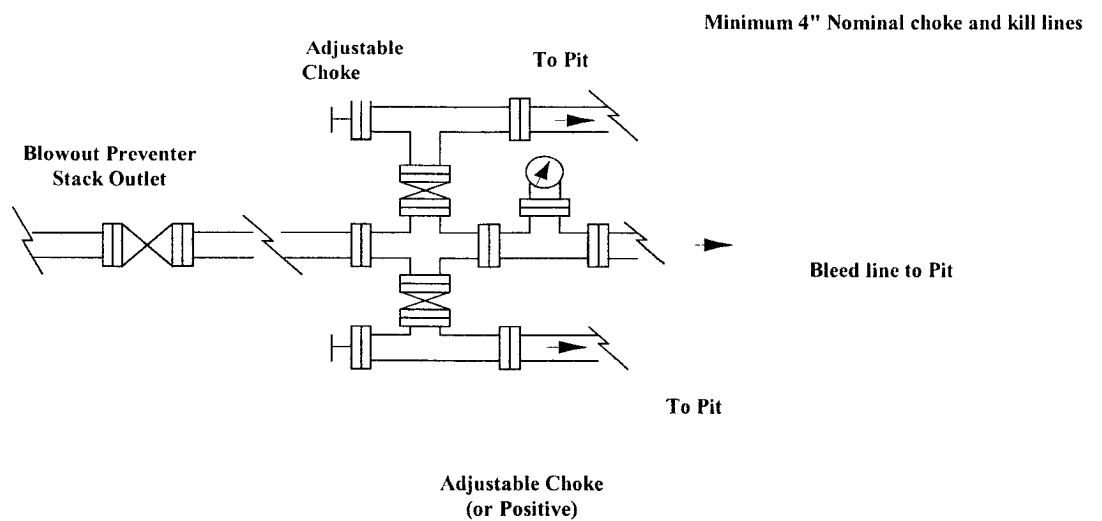 Minimum 4" Nominal choke and kill lines
Adjustable
Choke
To Pit
Blowout Preventer
Stack Outlet
Bleed line to Pit
To Pit
Adjustable Choke
(or Positive)